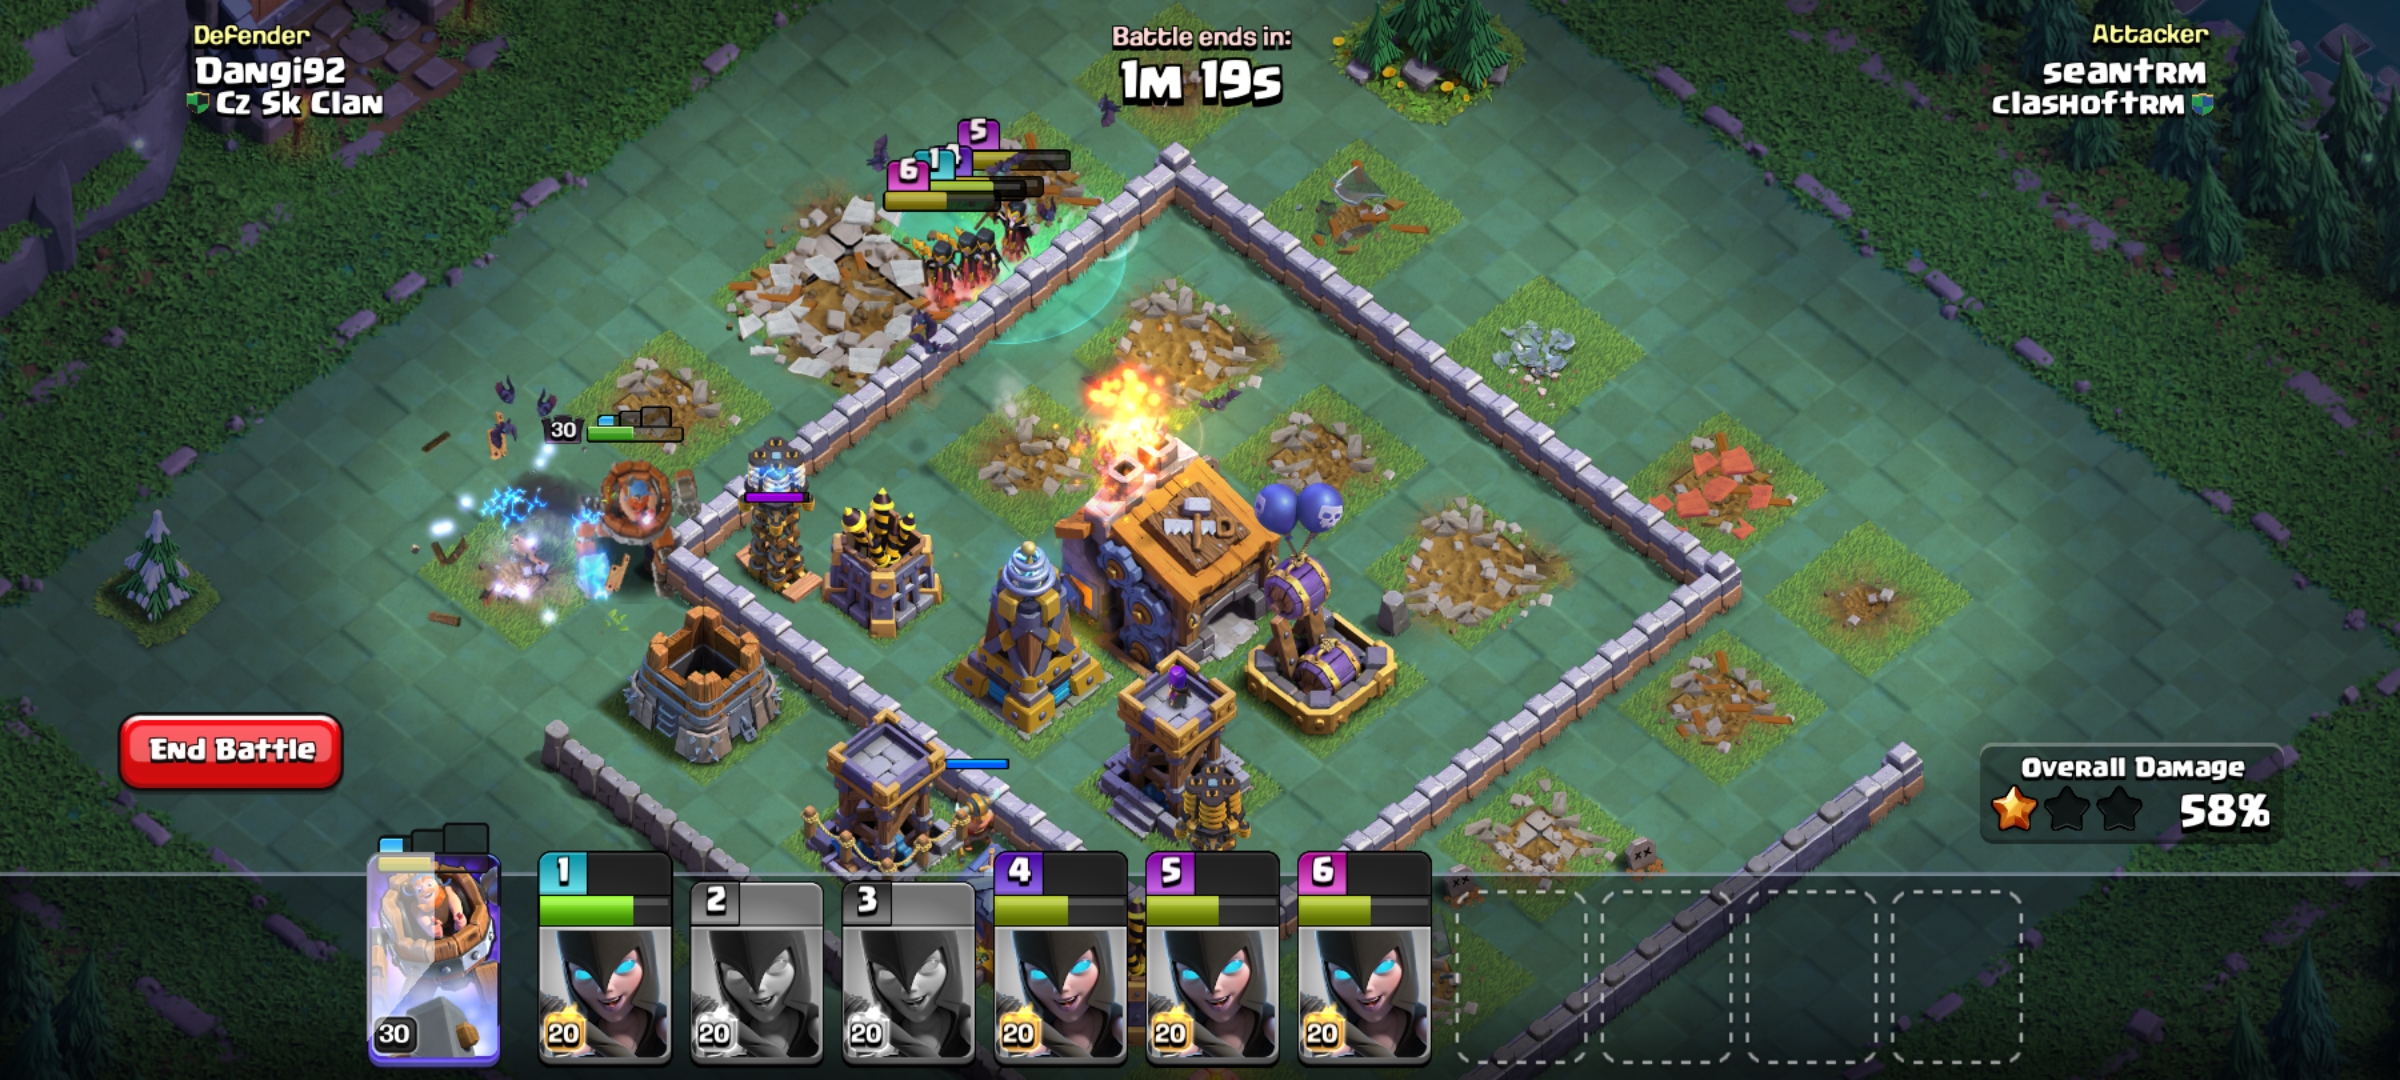 Defender
Dangi92
Cz Sk Clan
Battle ends in:
1M 19s
Attacker
seantRM
clashoftRM
5
6
1
30
End Battle
Overall Damage
58%
1
2
3
4
5
6
30
20
20
20
20
20
20